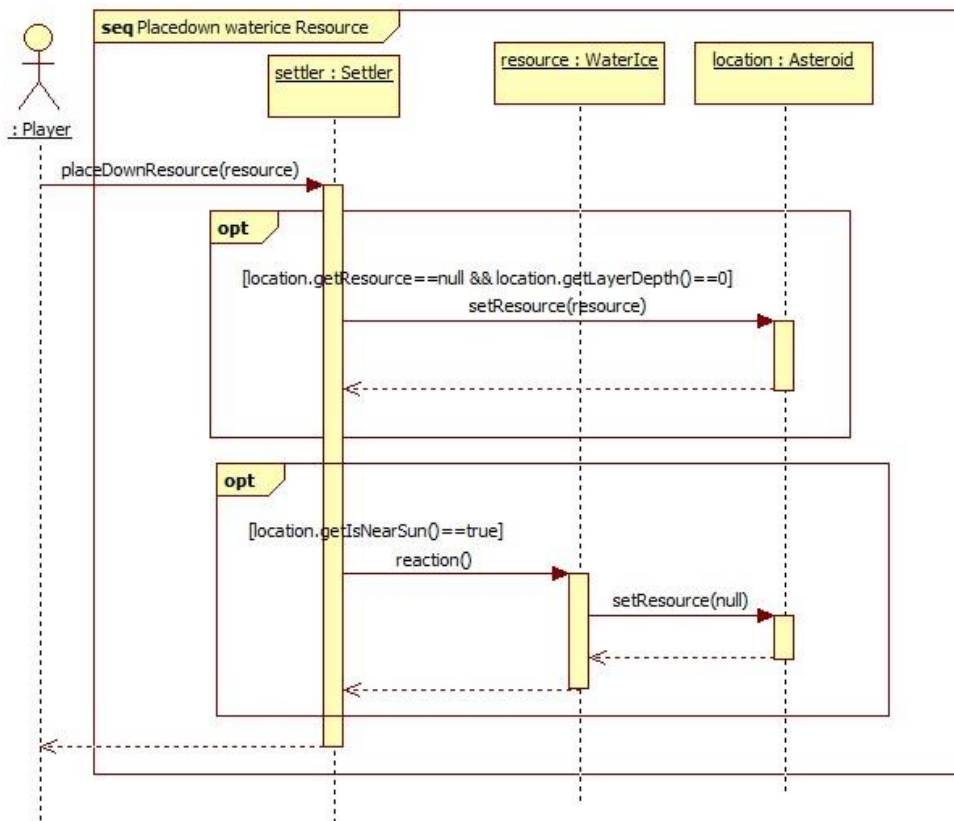 seq Placedown waterice Resource
settler : Settler
resource : WaterIce
location : Asteroid
: Player
placeDownResource(resource)
opt
[location.getResource==null && location.getLayerDepth()==0]
setResource(resource)
opt
[location.getIsNearSun()==true]
reaction()
setResource(null)